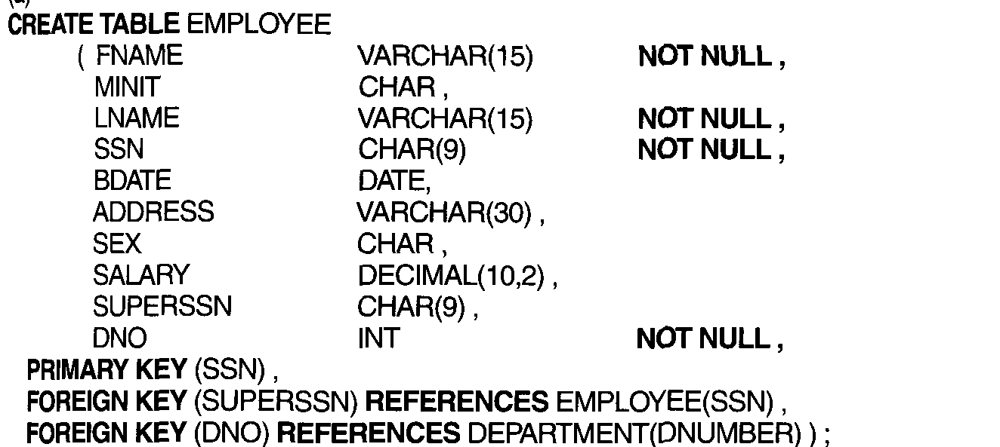 CREATE TABLE EMPLOYEE
( FNAME VARCHAR(15) NOT NULL ,
MINIT CHAR ,
LNAME VARCHAR(15) NOT NULL ,
SSN CHAR(9) NOT NULL ,
BDATE DATE,
ADDRESS VARCHAR(30) ,
SEX CHAR ,
SALARY DECIMAL(10,2) ,
SUPERSSN CHAR(9) ,
DNO INT NOT NULL ,
PRIMARY KEY (SSN) ,
FOREIGN KEY (SUPERSSN) REFERENCES EMPLOYEE(SSN) ,
FOREIGN KEY (DNO) REFERENCES DEPARTMENT(DNUMBER) ) ;